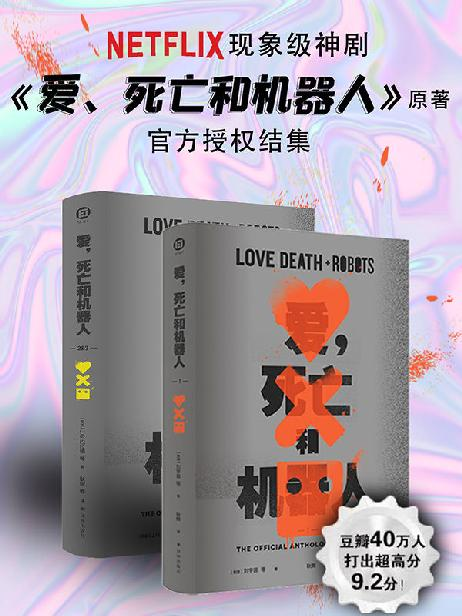 NETFLIX现象级神剧
《爱、死亡和机器人》原著
官方授权结集
爱，死亡和机器人
2&3
LOVE DEATH + ROBOTS
爱，
死亡
和
机器人
THE OFFICIAL ANTHOLO
爱，死亡和机器人
1
豆瓣40万人
打出超高分
9.2分！